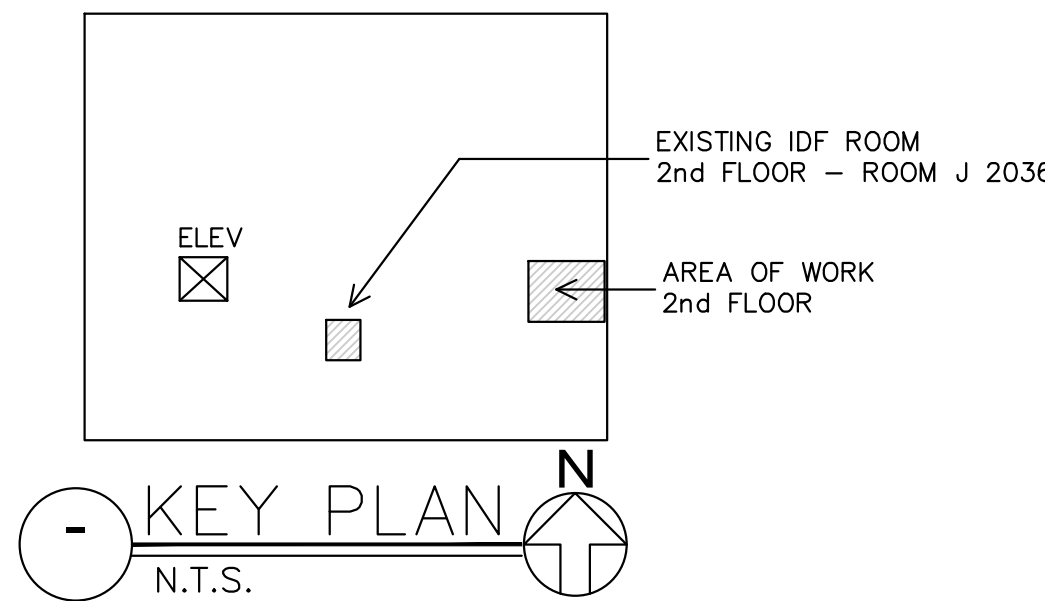 EXISTING IDF ROOM
2nd FLOOR – ROOM J 2036
ELEV
AREA OF WORK
2nd FLOOR
N
- KEY PLAN
N.T.S.